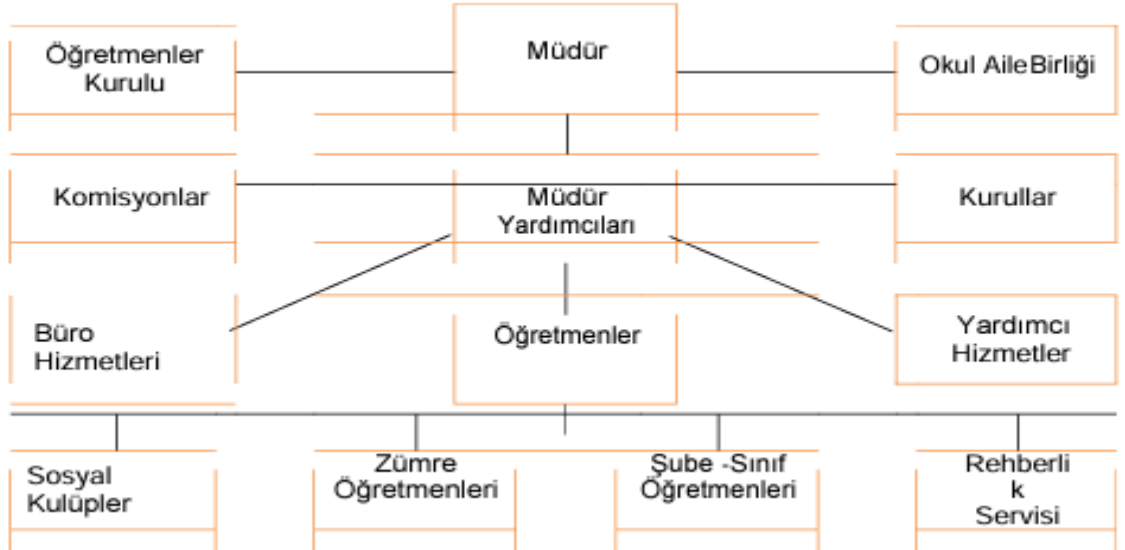 Öğretmenler
Kurulu
Müdür
Okul AileBirliği
Komisyonlar
Müdür
Yardımcıları
Kurullar
Büro
Hizmetleri
Öğretmenler
Yardımcı
Hizmetler
Sosyal
Kulüpler
Zümre
Öğretmenleri
Şube -Sınıf
Öğretmenleri
Rehberli
k
Servisi